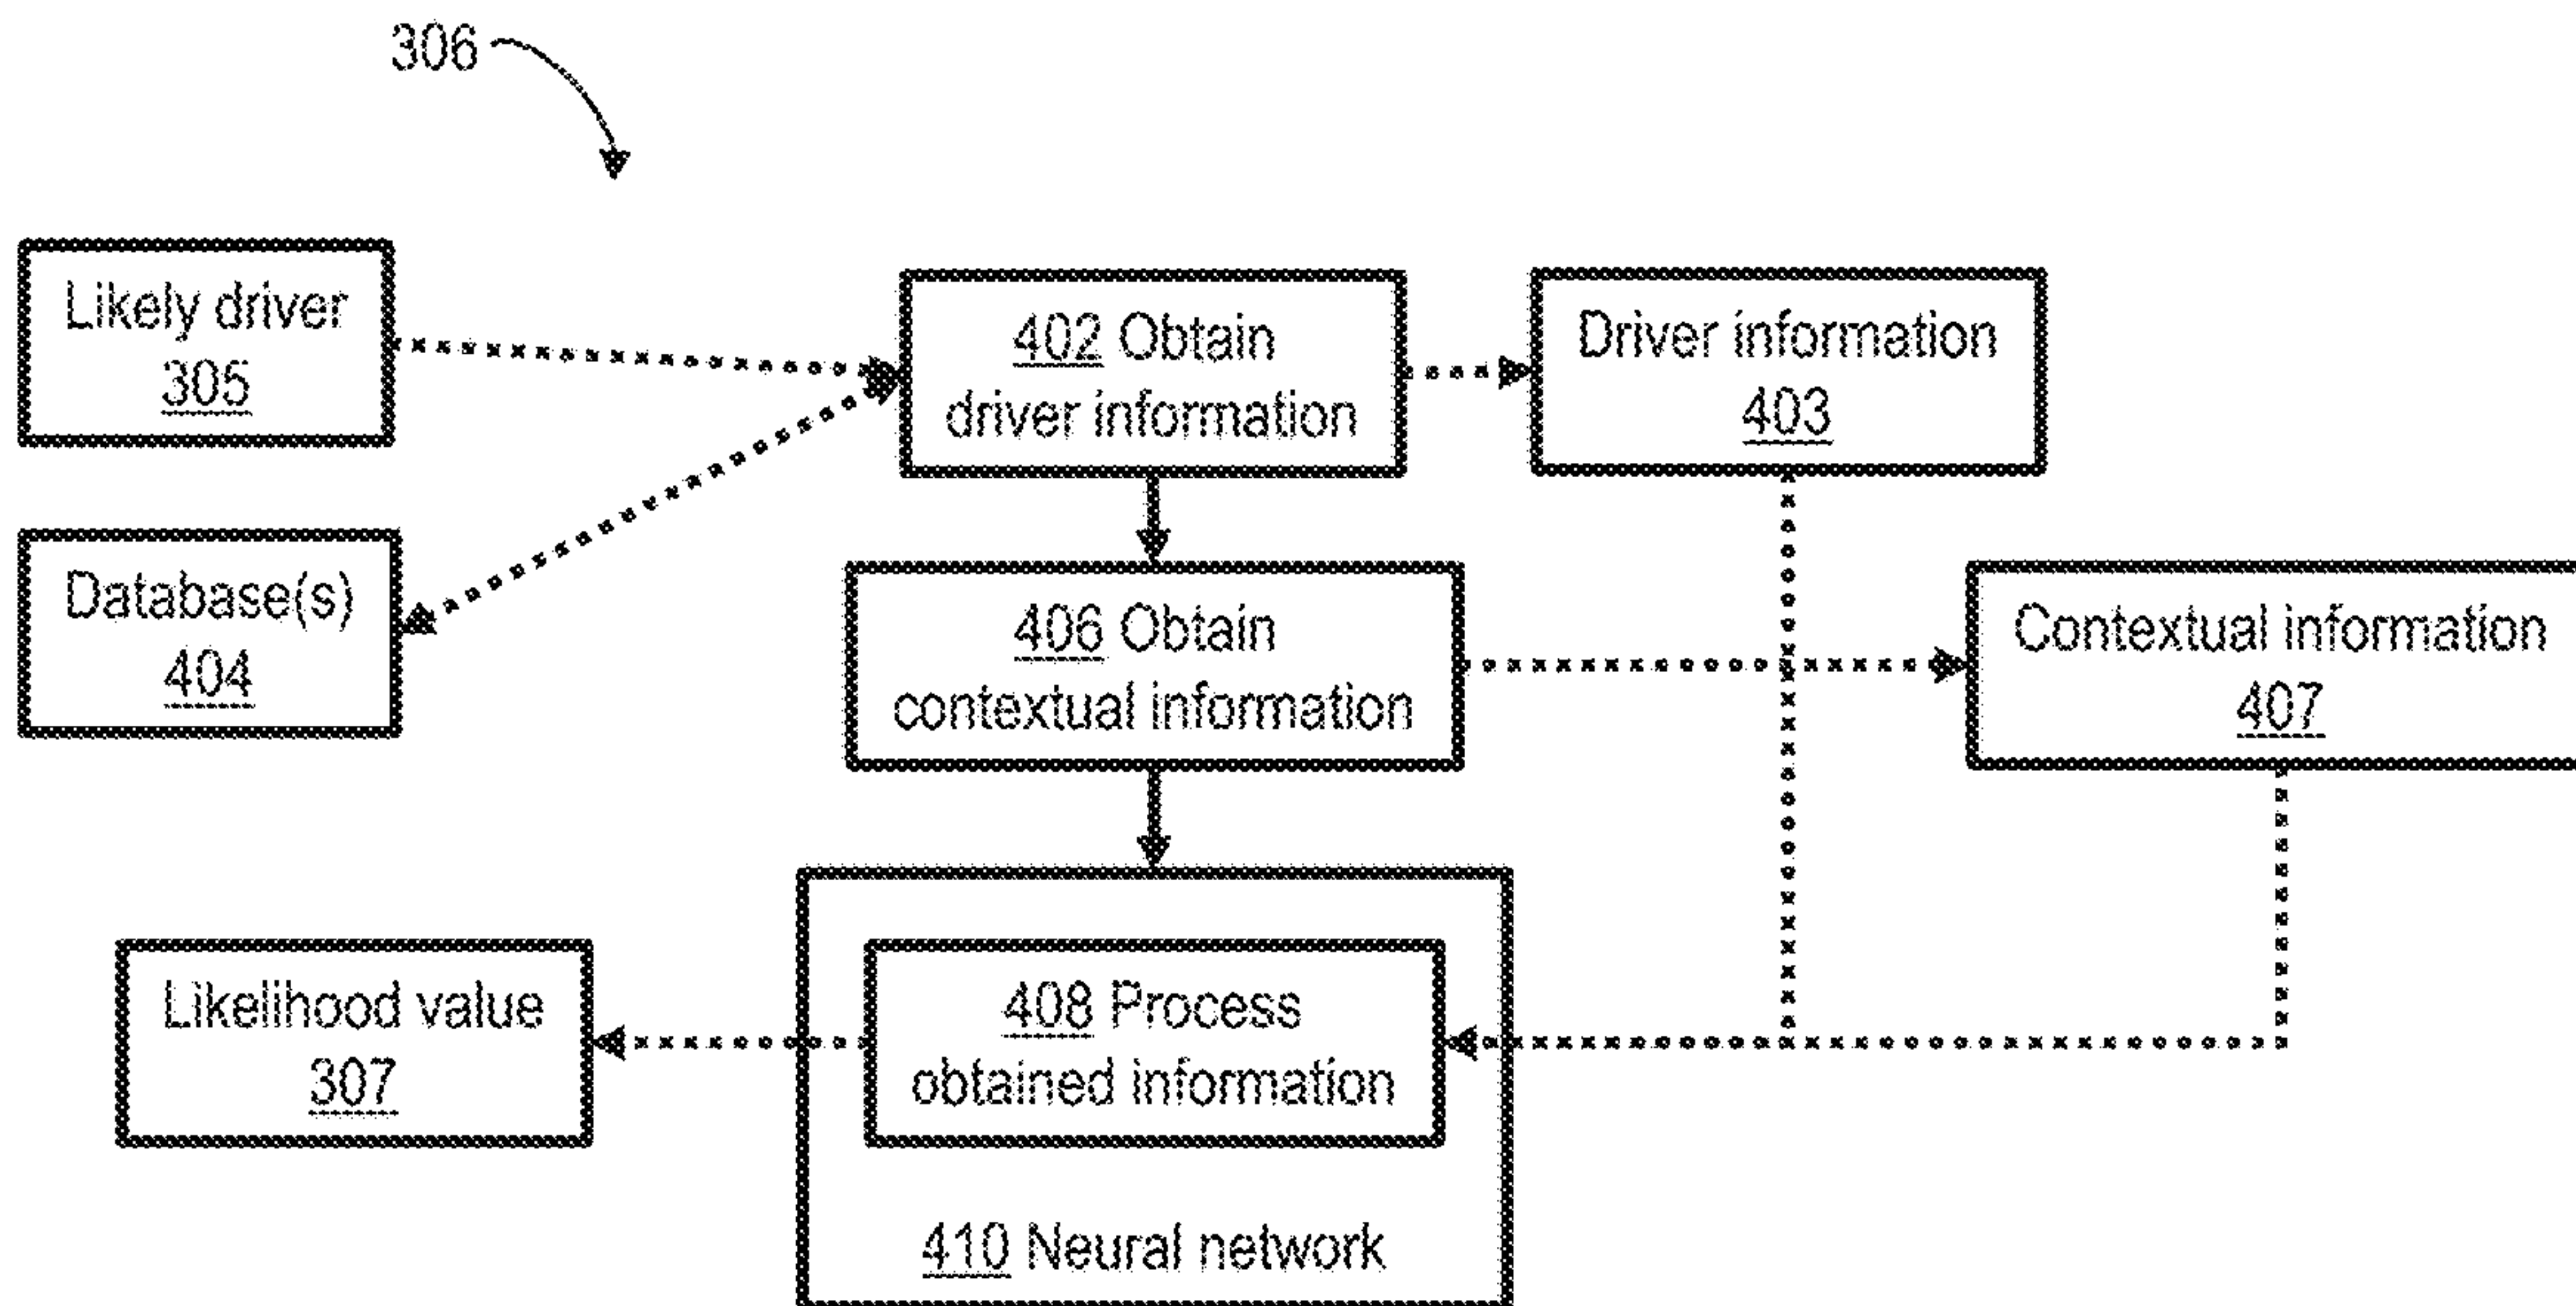 306
Likely driver
305
402 Obtain
driver information
Driver information
403
Database(s)
404
406 Obtain
contextual information
Contextual information
407
Likelihood value
307
408 Process
obtained information
410 Neural network